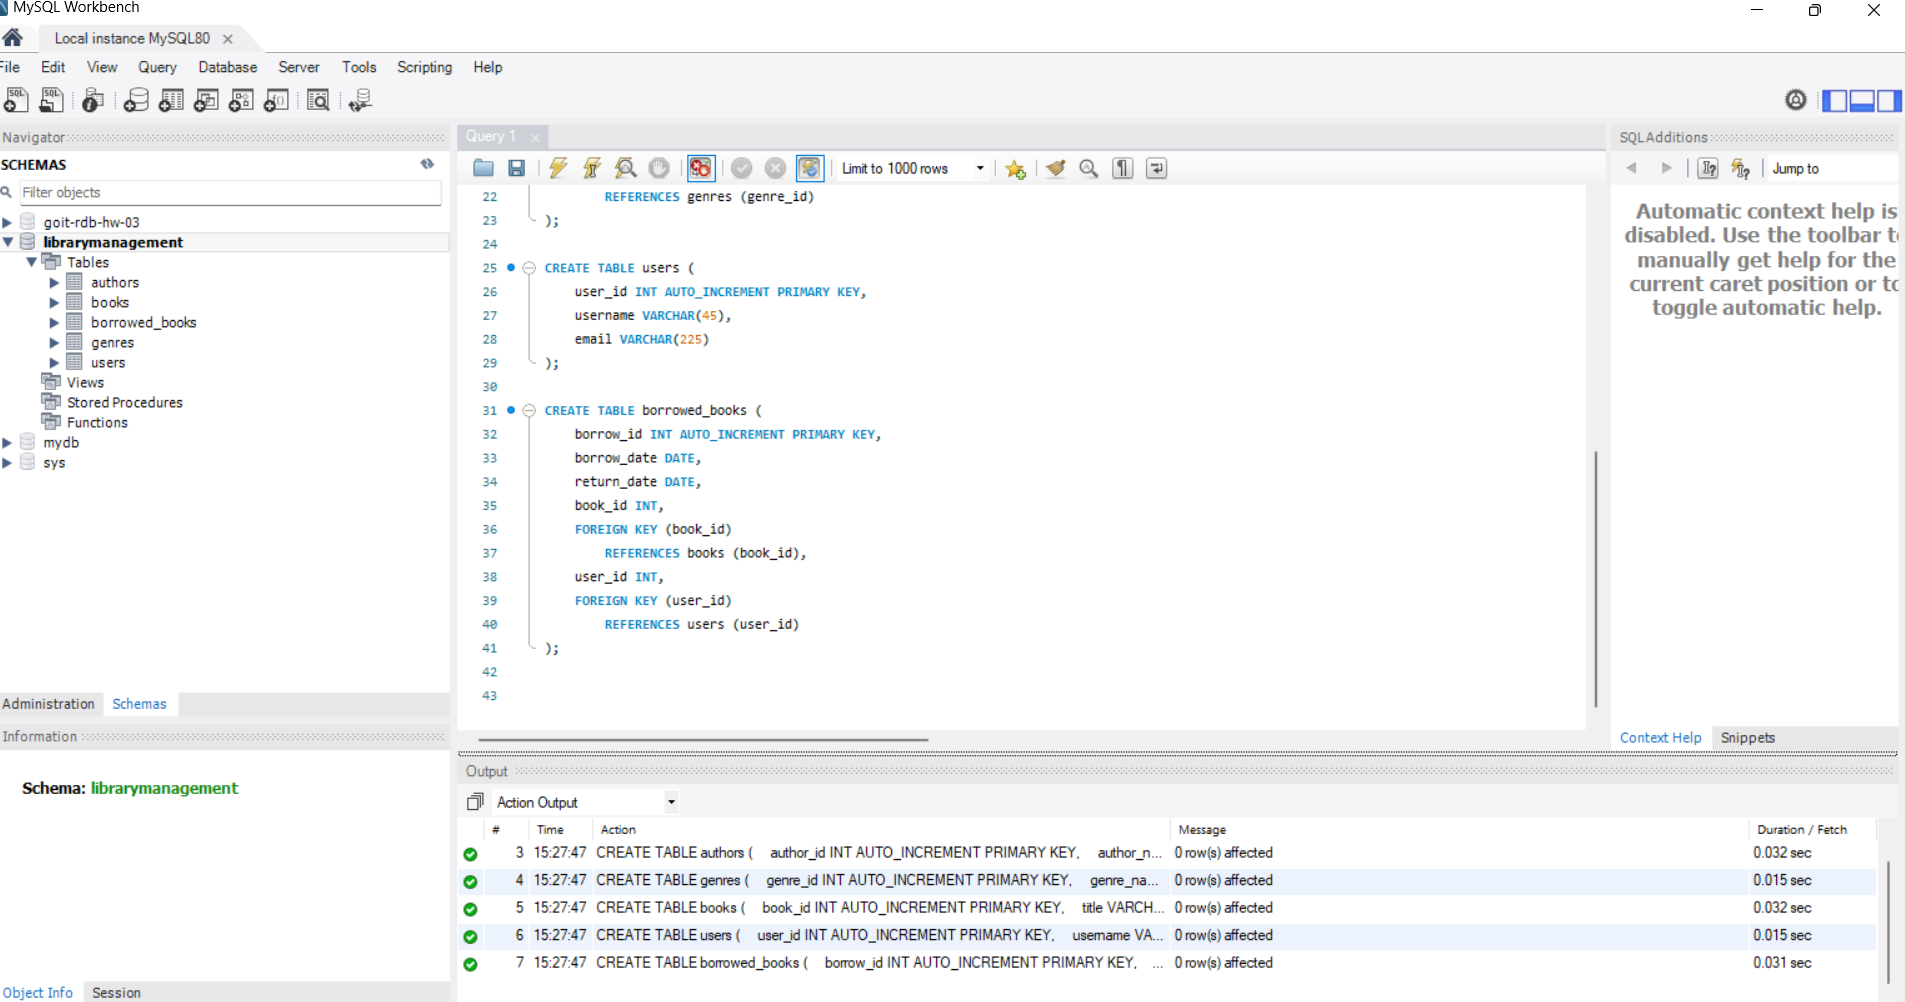 MySQL Workbench
Local instance MySQL80
File Edit View Query Database Server Tools Scripting Help
Navigator
SCHEMAS
Filter objects
goit-rdb-hw-03
librarymanagement
Tables
authors
books
borrowed_books
genres
users
Views
Stored Procedures
Functions
mydb
sys
Administration Schemas
Information
Schema: librarymanagement
Object Info Session
Query 1
Limit to 1000 rows
22 REFERENCES genres (genre_id)
23 );
24
25 CREATE TABLE users (
26 user_id INT AUTO_INCREMENT PRIMARY KEY,
27 username VARCHAR(45),
28 email VARCHAR(225)
29 );
30
31 CREATE TABLE borrowed_books (
32 borrow_id INT AUTO_INCREMENT PRIMARY KEY,
33 borrow_date DATE,
34 return_date DATE,
35 book_id INT,
36 FOREIGN KEY (book_id)
37 REFERENCES books (book_id),
38 user_id INT,
39 FOREIGN KEY (user_id)
40 REFERENCES users (user_id)
41 );
42
43
SQLAdditions
Jump to
Automatic context help is
disabled. Use the toolbar t
manually get help for the
current caret position or to
toggle automatic help.
Context Help Snippets
Output
Action Output
# Time Action Message Duration / Fetch
3 15:27:47 CREATE TABLE authors ( author_id INT AUTO_INCREMENT PRIMARY KEY, author_n... 0 row(s) affected 0.032 sec
4 15:27:47 CREATE TABLE genres ( genre_id INT AUTO_INCREMENT PRIMARY KEY, genre_na... 0 row(s) affected 0.015 sec
5 15:27:47 CREATE TABLE books ( book_id INT AUTO_INCREMENT PRIMARY KEY, title VARCH... 0 row(s) affected 0.032 sec
6 15:27:47 CREATE TABLE users ( user_id INT AUTO_INCREMENT PRIMARY KEY, username VA... 0 row(s) affected 0.015 sec
7 15:27:47 CREATE TABLE borrowed_books ( borrow_id INT AUTO_INCREMENT PRIMARY KEY, ... 0 row(s) affected 0.031 sec